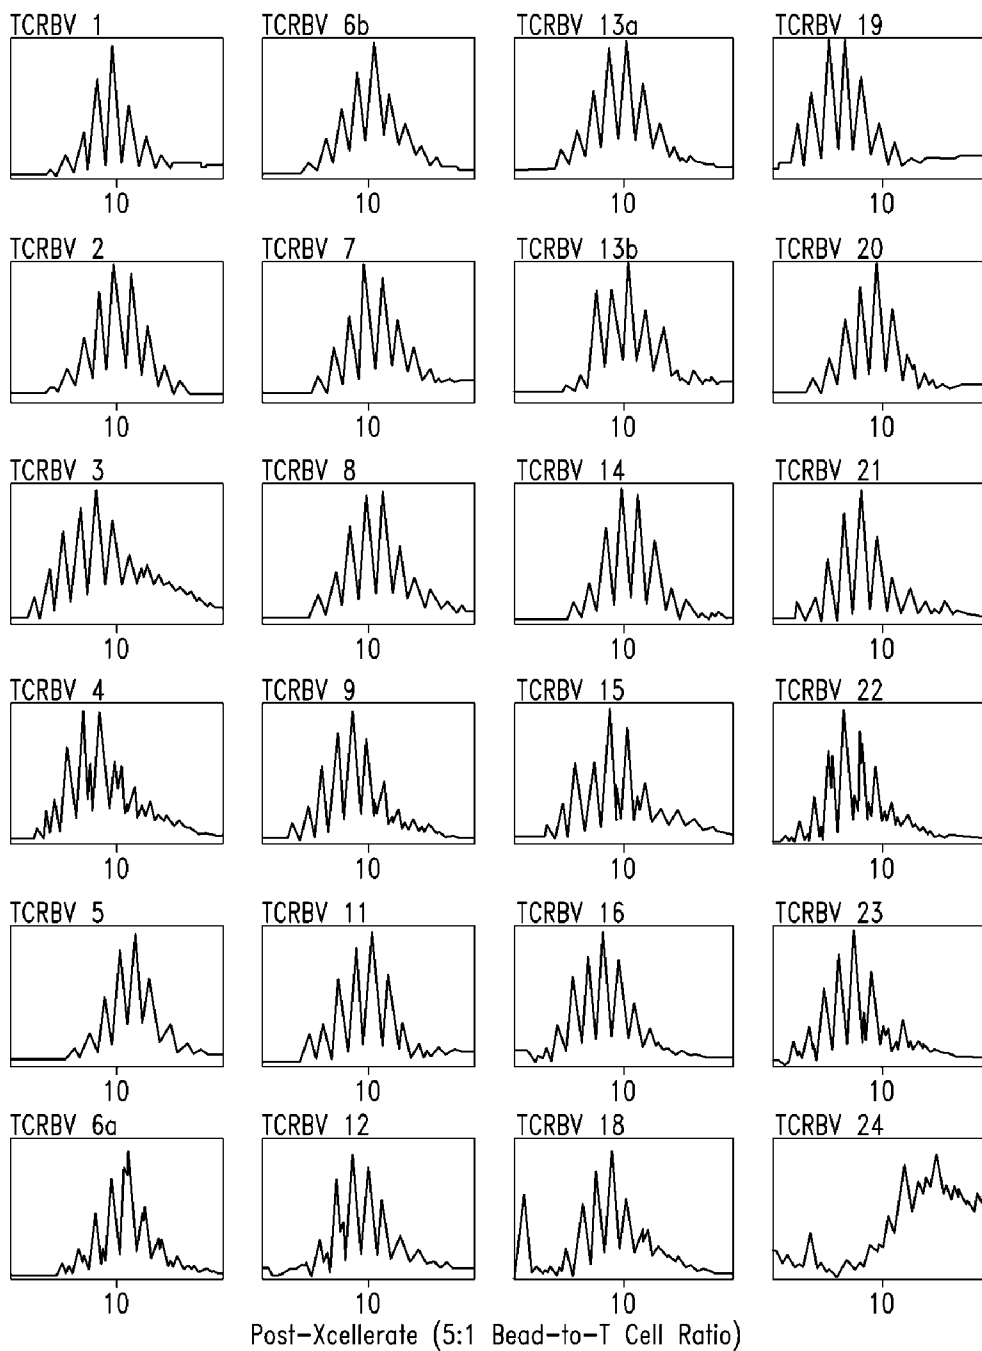 TCRBV 1 TCRBV 6b TCRBV 13a TCRBV 19
10 10 10 10
TCRBV 2 TCRBV 7 TCRBV 13b TCRBV 20
10 10 10 10
TCRBV 3 TCRBV 8 TCRBV 14 TCRBV 21
10 10 10 10
TCRBV 4 TCRBV 9 TCRBV 15 TCRBV 22
10 10 10 10
TCRBV 5 TCRBV 11 TCRBV 16 TCRBV 23
10 10 10 10
TCRBV 6a TCRBV 12 TCRBV 18 TCRBV 24
10 10 10 10
Post-Xcellerate (5:1 Bead-to-T Cell Ratio)